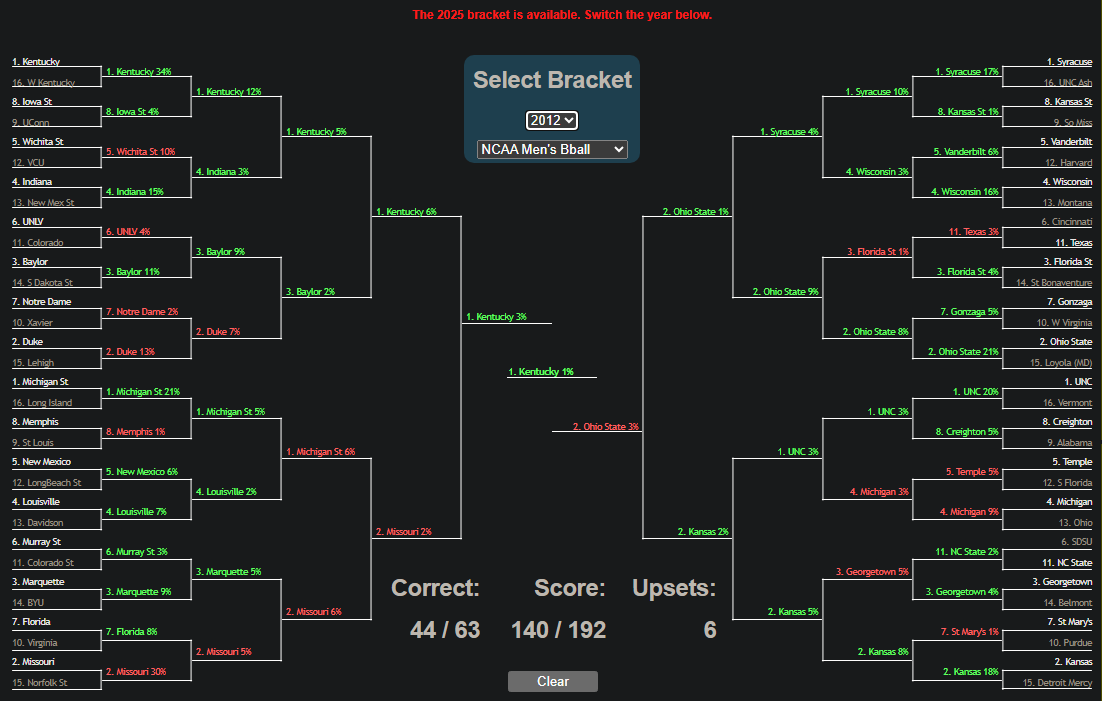 The 2025 bracket is available. Switch the year below.
Select Bracket
2012
NCAA Men's Bball
1. Kentucky
16. W Kentucky
8. Iowa St
9. UConn
5. Wichita St
12. VCU
4. Indiana
13. New Mex St
6. UNLV
11. Colorado
3. Baylor
14. S Dakota St
7. Notre Dame
10. Xavier
2. Duke
15. Lehigh
1. Michigan St
16. Long Island
8. Memphis
9. St Louis
5. New Mexico
12. LongBeach St
4. Louisville
13. Davidson
6. Murray St
11. Colorado St
3. Marquette
14. BYU
7. Florida
10. Virginia
2. Missouri
15. Norfolk St
1. Kentucky 34%
8. Iowa St 4%
5. Wichita St 10%
4. Indiana 15%
6. UNLV 4%
3. Baylor 11%
7. Notre Dame 2%
2. Duke 13%
1. Michigan St 21%
8. Memphis 1%
5. New Mexico 6%
4. Louisville 7%
6. Murray St 3%
3. Marquette 9%
7. Florida 8%
2. Missouri 30%
1. Kentucky 12%
4. Indiana 3%
3. Baylor 9%
2. Duke 7%
1. Michigan St 5%
4. Louisville 2%
3. Marquette 5%
2. Missouri 5%
1. Kentucky 5%
3. Baylor 2%
1. Michigan St 6%
2. Missouri 6%
1. Kentucky 6%
2. Missouri 2%
1. Kentucky 3%
1. Kentucky 1%
2. Ohio State 3%
2. Ohio State 1%
2. Kansas 2%
1. Syracuse 4%
2. Ohio State 9%
1. UNC 3%
2. Kansas 5%
1. Syracuse 10%
4. Wisconsin 3%
3. Florida St 1%
2. Ohio State 8%
1. UNC 3%
4. Michigan 3%
3. Georgetown 5%
2. Kansas 8%
1. Syracuse 17%
8. Kansas St 1%
5. Vanderbilt 6%
4. Wisconsin 16%
11. Texas 3%
3. Florida St 4%
7. Gonzaga 5%
2. Ohio State 21%
1. UNC 20%
8. Creighton 5%
5. Temple 5%
4. Michigan 9%
11. NC State 2%
3. Georgetown 4%
7. St Mary's 1%
2. Kansas 18%
1. Syracuse
16. UNC Ash
8. Kansas St
9. So Miss
5. Vanderbilt
12. Harvard
4. Wisconsin
13. Montana
6. Cincinnati
11. Texas
3. Florida St
14. St Bonaventure
7. Gonzaga
10. W Virginia
2. Ohio State
15. Loyola (MD)
1. UNC
16. Vermont
8. Creighton
9. Alabama
5. Temple
12. S Florida
4. Michigan
13. Ohio
6. SDSU
11. NC State
3. Georgetown
14. Belmont
7. St Mary's
10. Purdue
2. Kansas
15. Detroit Mercy
Correct: Score: Upsets:
44 / 63 140 / 192 6
Clear